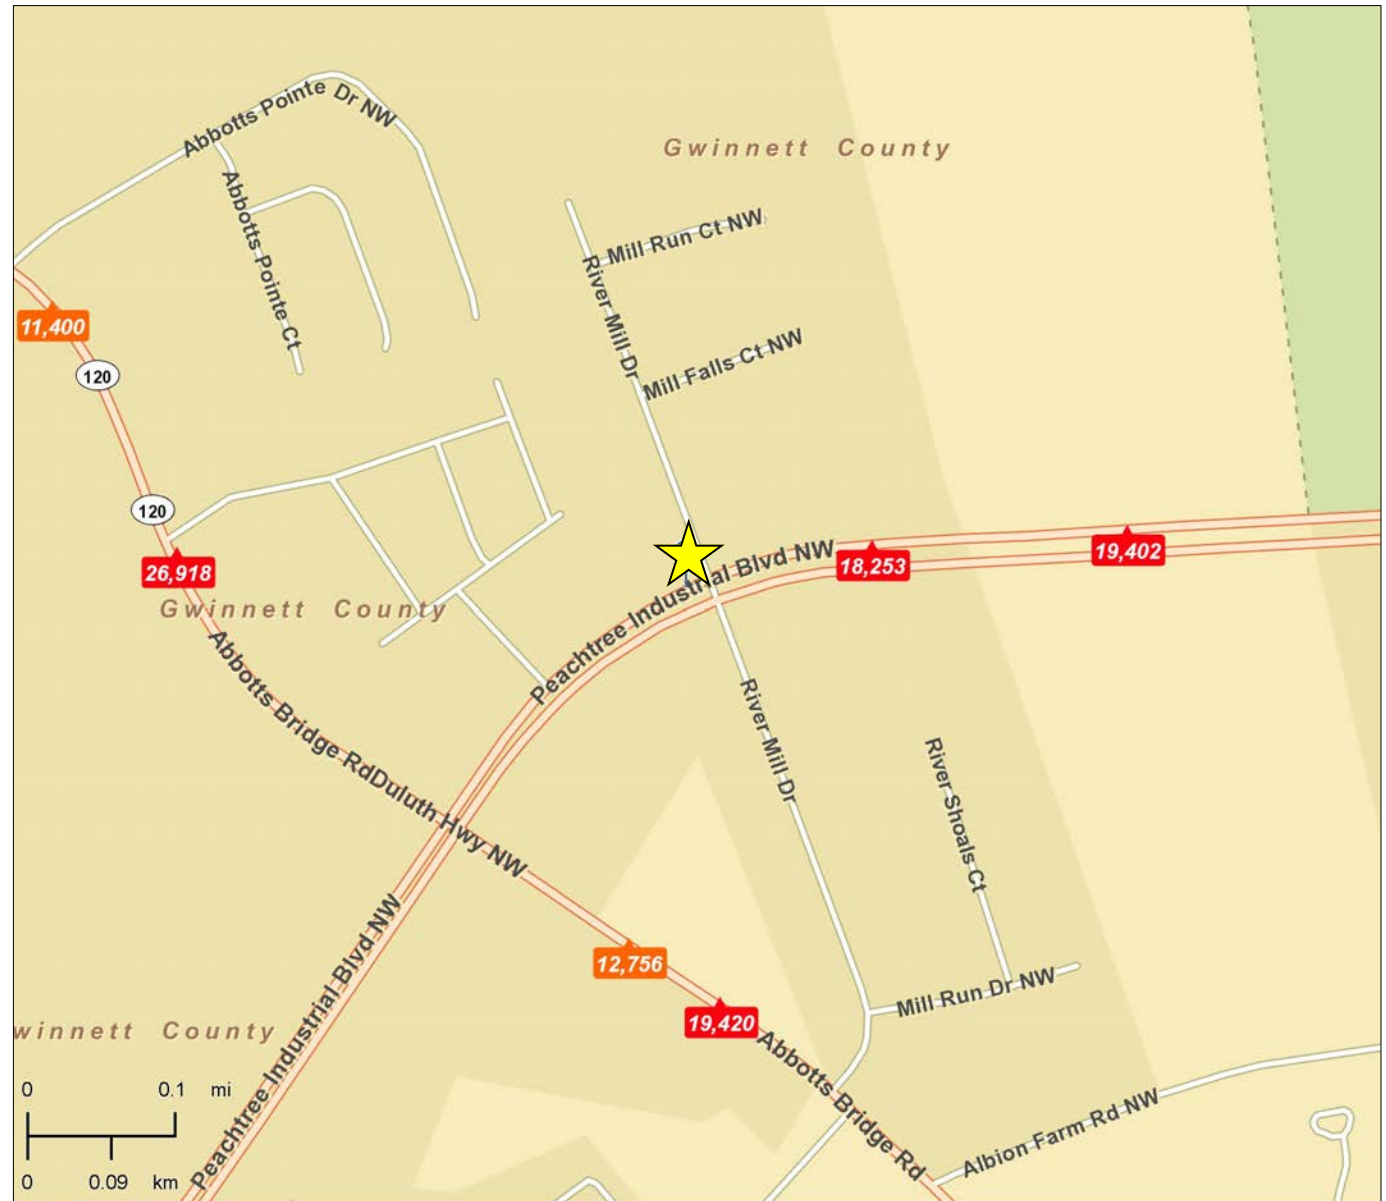 Abbotts Pointe Dr NW
Gwinnett County
Abbotts Pointe Ct
Mill Run Ct NW
River Mill Dr
11,400
Mill Falls Ct NW
120
120
Peachtree Industrial Blvd NW
19,402
18,253
26,918
Gwinnett County
Abbotts Bridge Rd
Duluth Hwy NW
River Mill Dr
River Shoals Ct
Peachtree Industrial Blvd NW
12,756
Mill Run Dr NW
19,420
winnett County
Abbotts Bridge Rd
Albion Farm Rd NW
0 0.1 mi
0 0.09 km